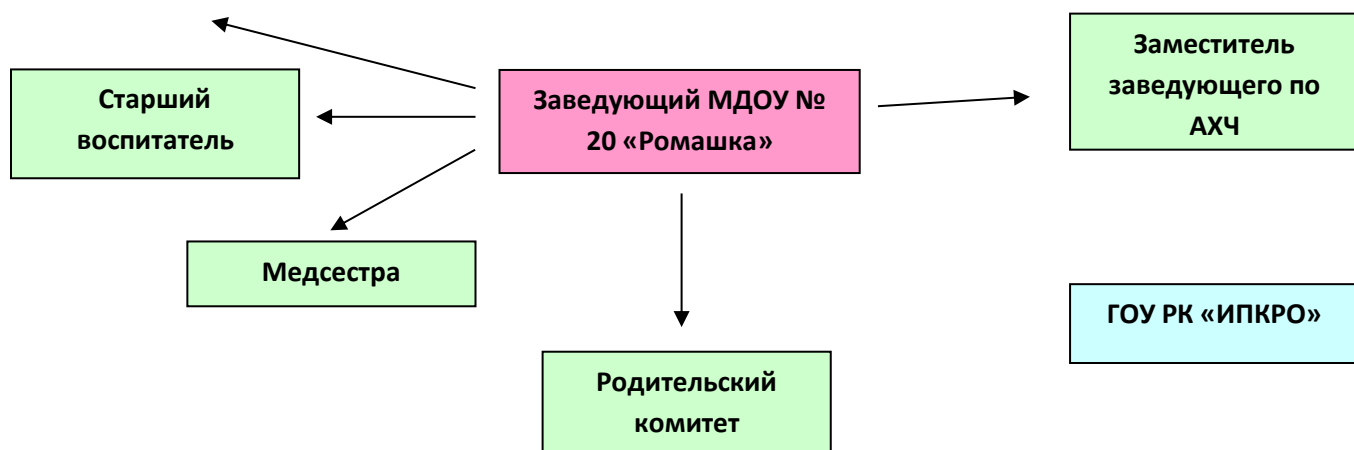 Старший
воспитатель
Заведующий МДОУ №
20 «Ромашка»
Заместитель
заведующего по
АХЧ
Медсестра
ГОУ РК «ИПКРО»
Родительский
комитет